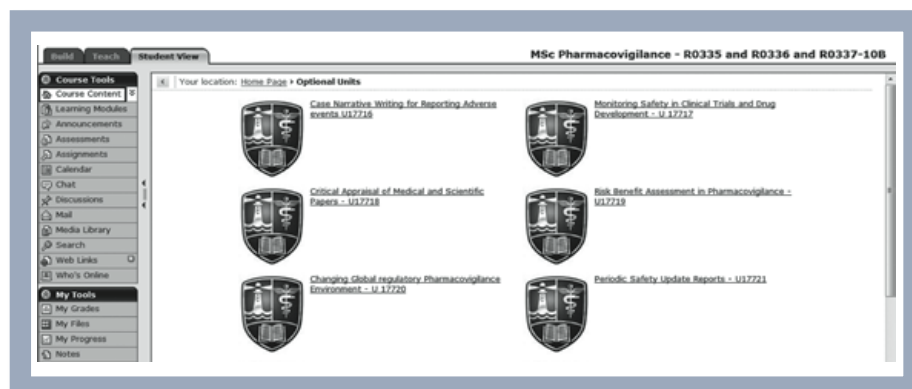 Build Teach Student View
MSc Pharmacovigilance - R0335 and R0336 and R0337-10B
Course Tools
Course Content
Learning Modules
Announcements
Assessments
Assignments
Calendar
Chat
Discussions
Mail
Media Library
Search
Web Links
Who's Online
My Tools
My Grades
My Files
My Progress
Notes
Your location: Home Page › Optional Units
Case Narrative Writing for Reporting Adverse
events U17716
Monitoring Safety in Clinical Trials and Drug
Development - U 17717
Critical Appraisal of Medical and Scientific
Papers - U17718
Risk Benefit Assessment in Pharmacovigilance -
U17719
Changing Global regulatory Pharmacovigilance
Environment - U 17720
Periodic Safety Update Reports - U17721